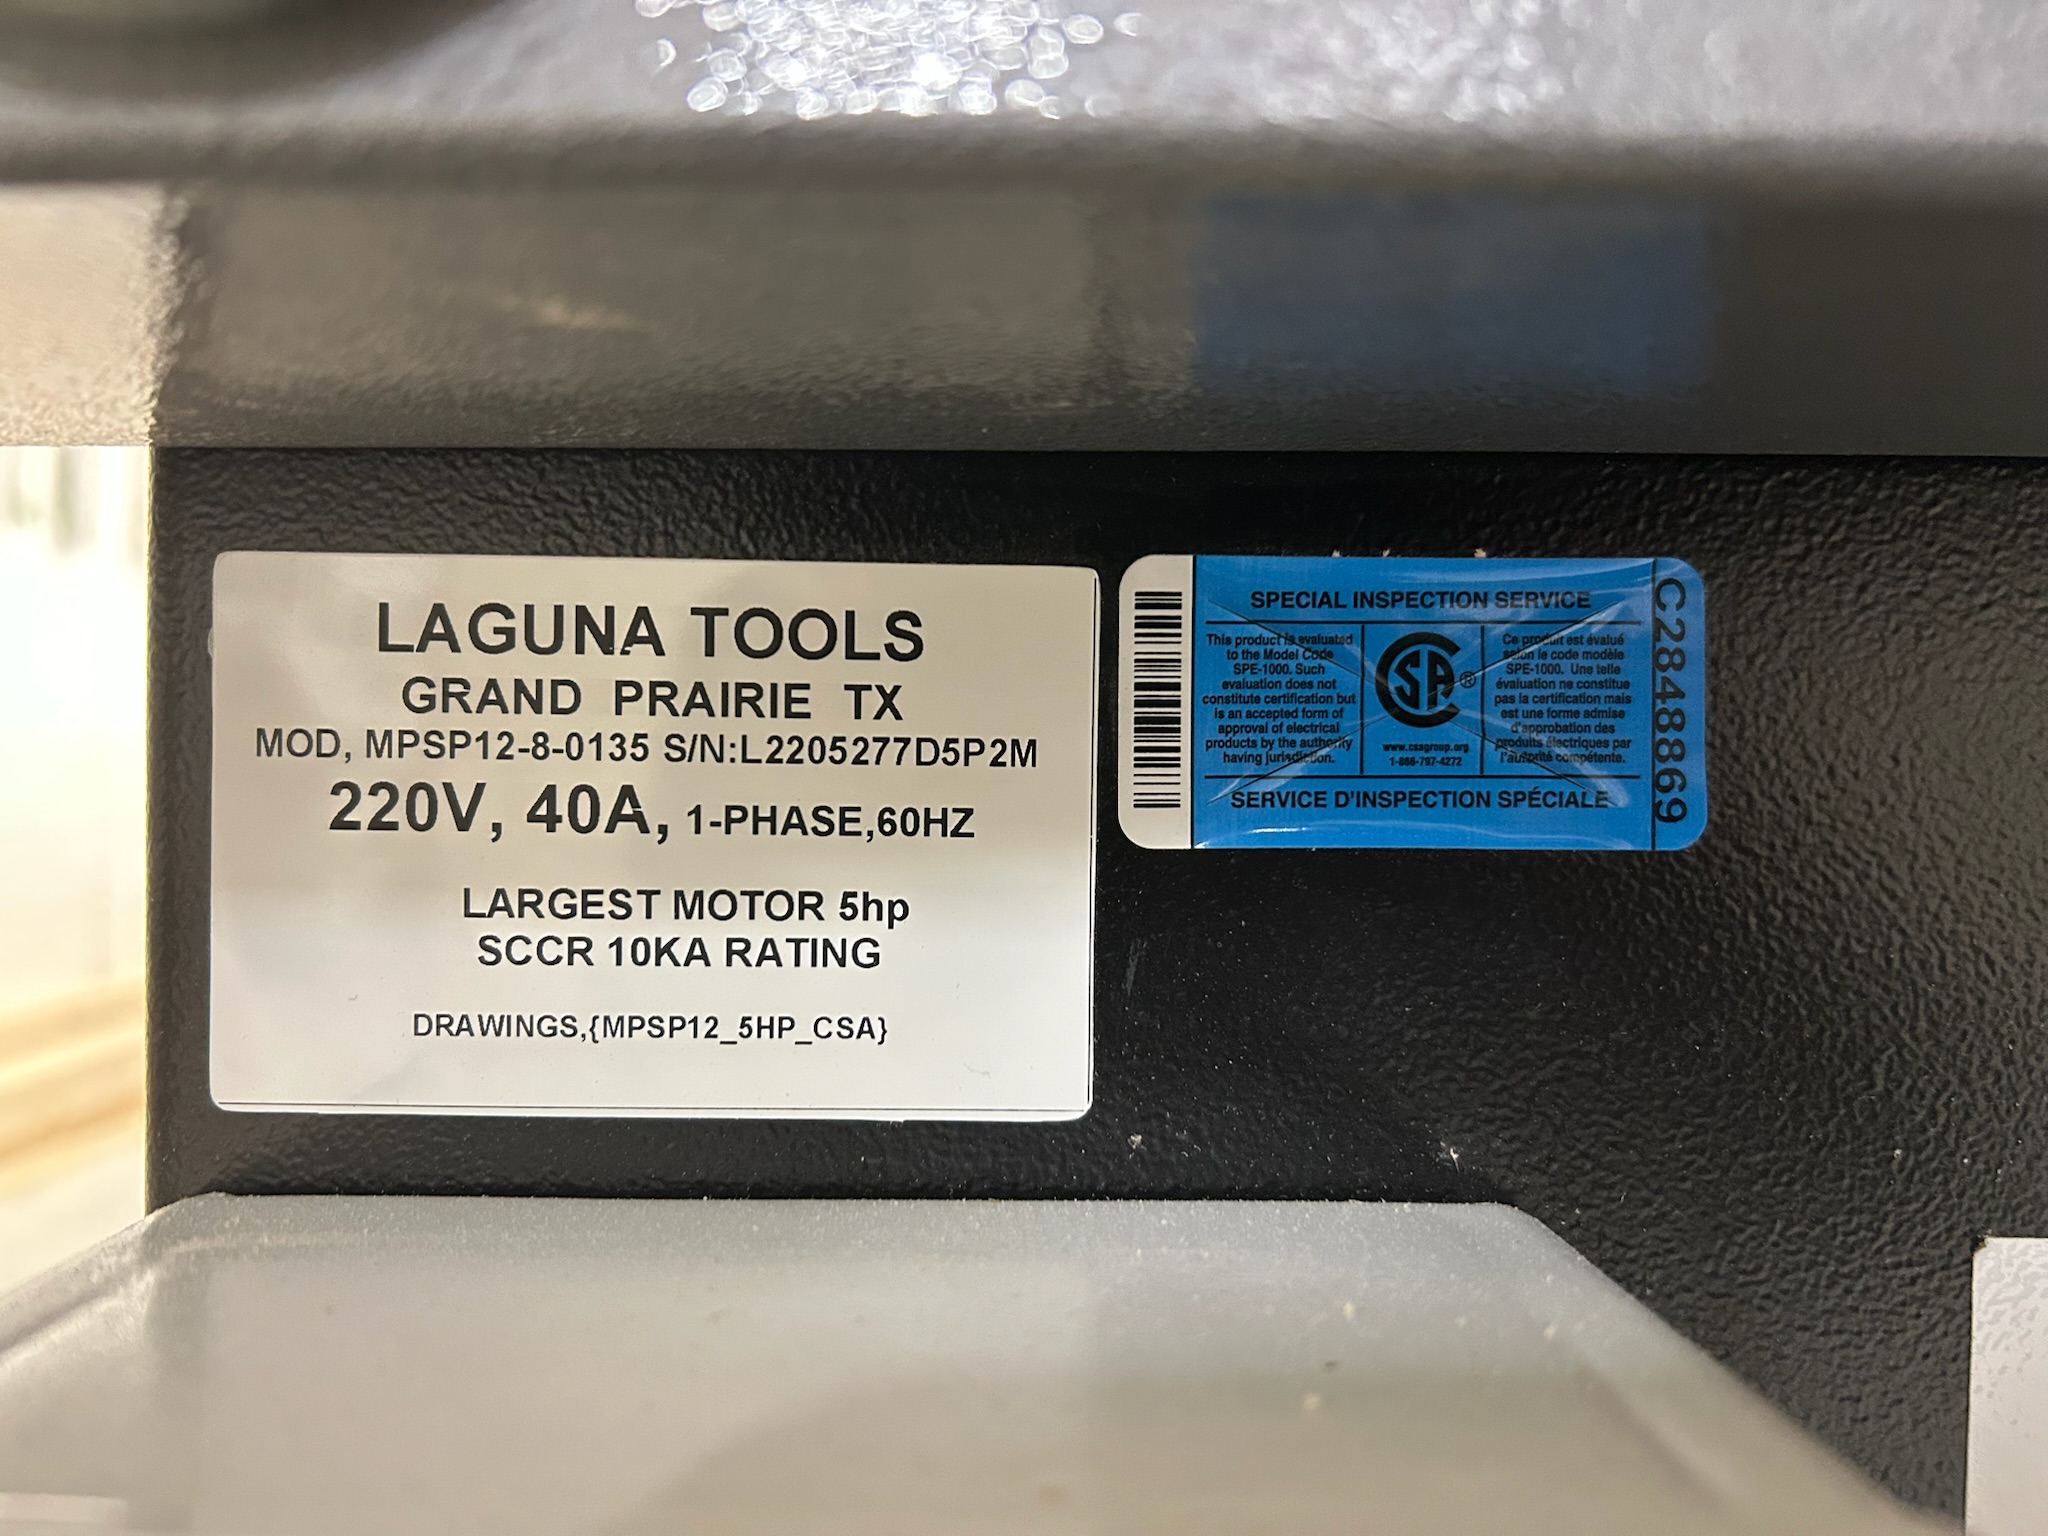 LAGUNA TOOLS
GRAND PRAIRIE TX
MOD, MPSP12-8-0135 S/N:L2205277D5P2M
220V, 40A, 1-PHASE,60HZ
LARGEST MOTOR 5hp
SCCR 10KA RATING
DRAWINGS,{MPSP12_5HP_CSA}
SPECIAL INSPECTION SERVICE
This product is evaluated
to the Model Code
SPE-1000. Such
evaluation does not
constitute certification but
is an accepted form of
approval of electrical
products by the authority
having jurisdiction.
CSA®
www.csagroup.org
1-866-797-4272
Ce produit est évalué
selon le code modèle
SPE-1000. Une telle
évaluation ne constitue
pas la certification mais
est une forme admise
d'approbation des
produits électriques par
l'autorité compétente.
SERVICE D'INSPECTION SPÉCIALE
C2848869